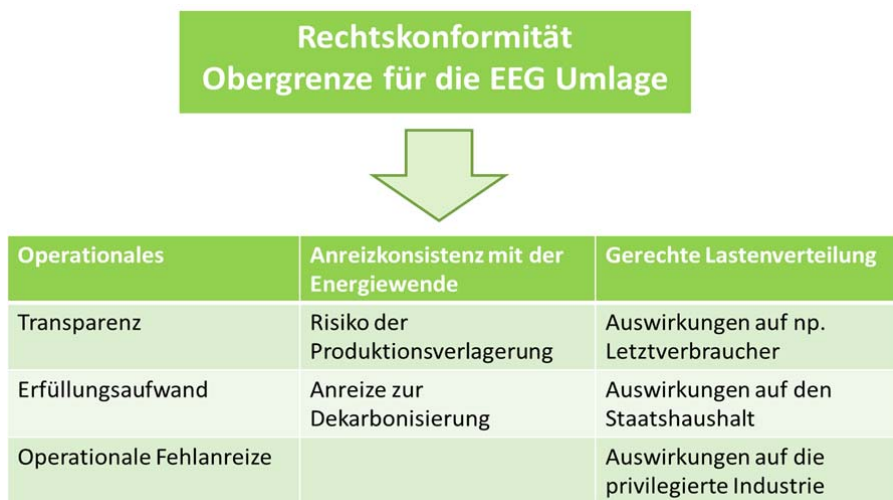 Rechtskonformität
Obergrenze für die EEG Umlage
Operationales
Anreizkonsistenz mit der
Energiewende
Gerechte Lastenverteilung
Transparenz
Risiko der
Produktionsverlagerung
Auswirkungen auf np.
Letztverbraucher
Erfüllungsaufwand
Anreize zur
Dekarbonisierung
Auswirkungen auf den
Staatshaushalt
Operationale Fehlanreize
Auswirkungen auf die
privilegierte Industrie